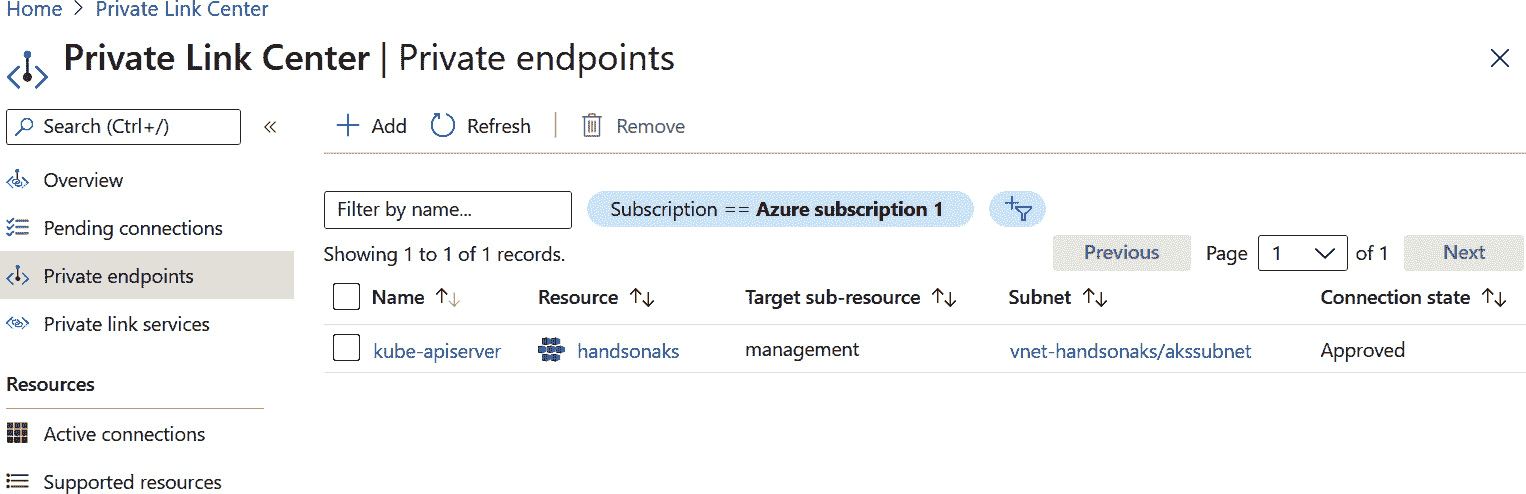 Home > Private Link Center
Private Link Center | Private endpoints
Search (Ctrl+/)
«
Add Refresh Remove
Overview
Pending connections
Private endpoints
Private link services
Resources
Active connections
Supported resources
Filter by name...
Subscription == Azure subscription 1
Showing 1 to 1 of 1 records.
Previous Page 1 of 1 Next
Name Resource Target sub-resource Subnet Connection state
kube-apiserver handsonaks management vnet-handsonaks/akssubnet Approved